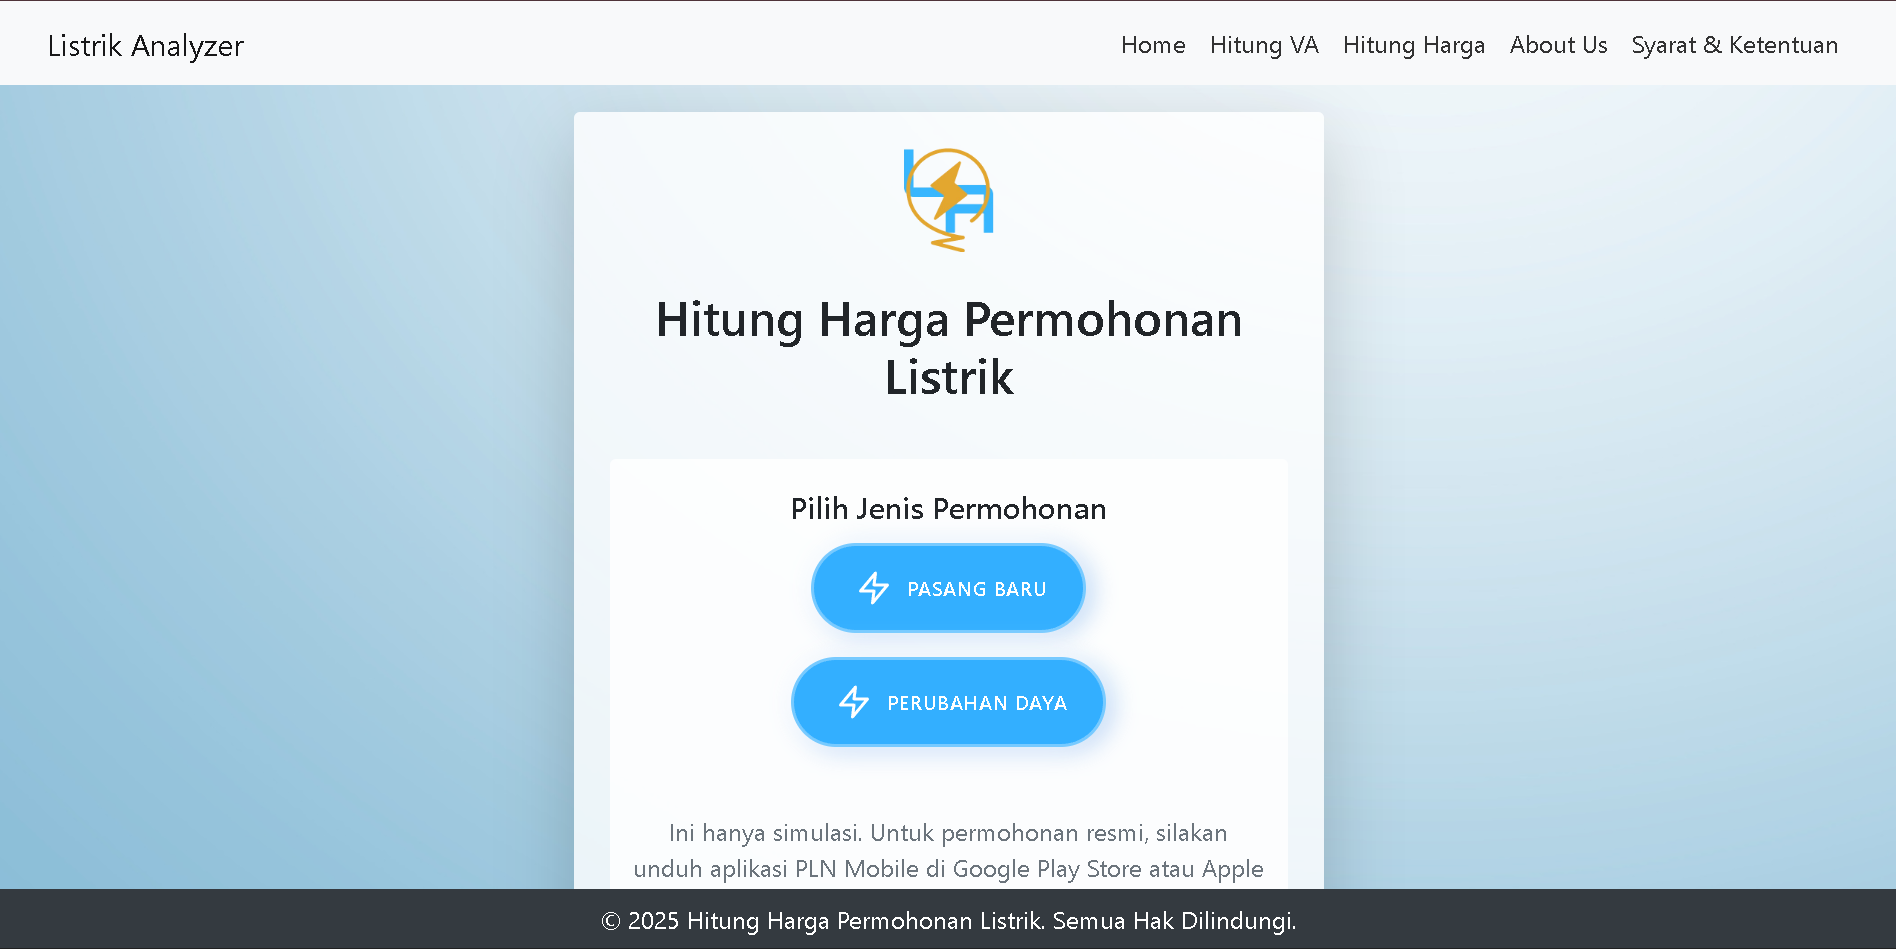 Listrik Analyzer
Home Hitung VA Hitung Harga About Us Syarat & Ketentuan
Hitung Harga Permohonan
Listrik
Pilih Jenis Permohonan
PASANG BARU
PERUBAHAN DAYA
Ini hanya simulasi. Untuk permohonan resmi, silakan
unduh aplikasi PLN Mobile di Google Play Store atau Apple
© 2025 Hitung Harga Permohonan Listrik. Semua Hak Dilindungi.